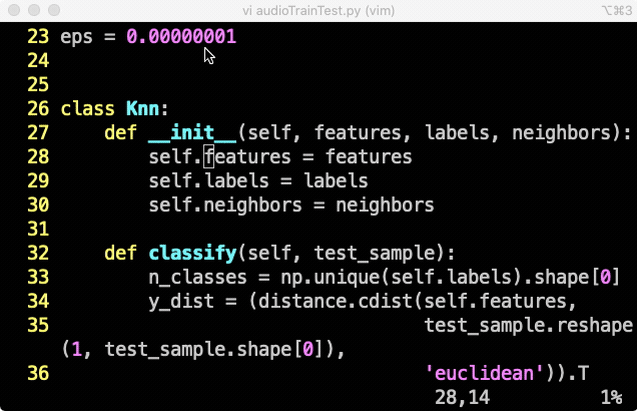 vi audioTrainTest.py (vim) ⌥⌘3
23 eps = 0.00000001
24
25
26 class Knn:
27     def __init__(self, features, labels, neighbors):
28         self.features = features
29         self.labels = labels
30         self.neighbors = neighbors
31
32     def classify(self, test_sample):
33         n_classes = np.unique(self.labels).shape[0]
34         y_dist = (distance.cdist(self.features,
35                                  test_sample.reshape
(1, test_sample.shape[0]),
36                                  'euclidean')).T
28,14 1%